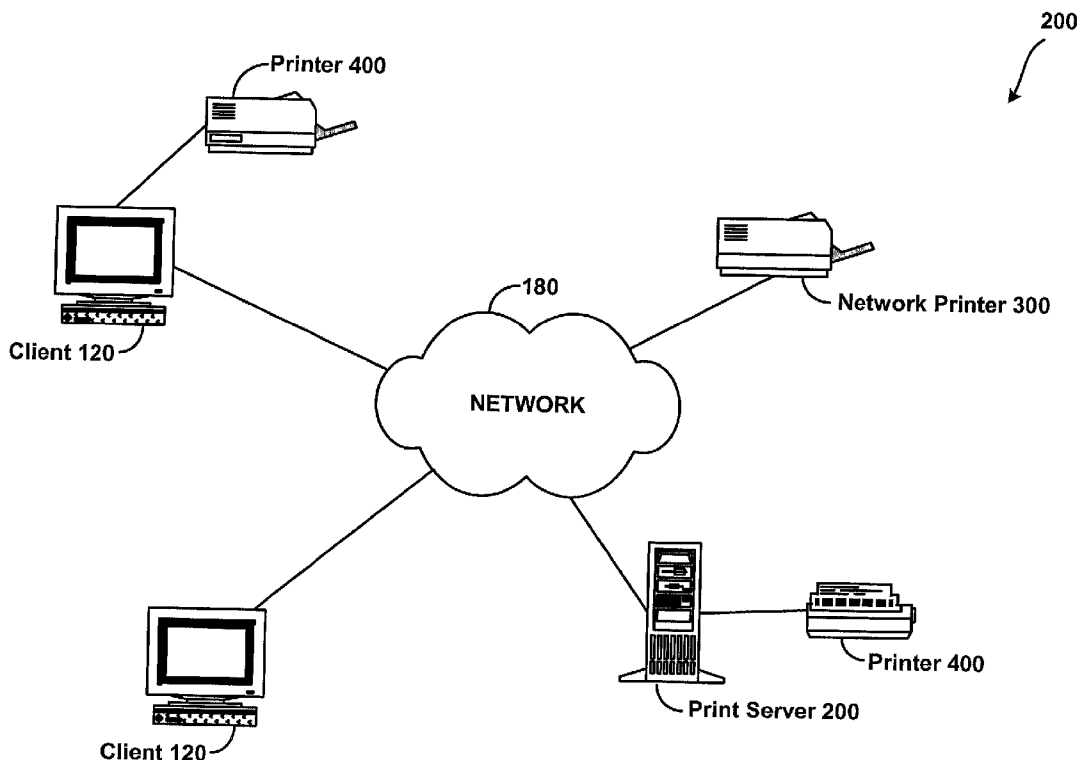 200
Printer 400
Network Printer 300
180
Client 120
NETWORK
Printer 400
Print Server 200
Client 120